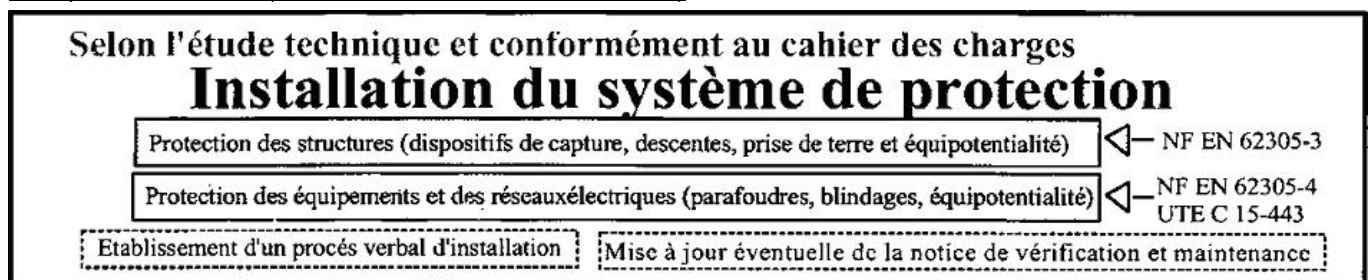 Selon l'étude technique et conformément au cahier des charges
Installation du système de protection
Protection des structures (dispositifs de capture, descentes, prise de terre et équipotentialité)
NF EN 62305-3
Protection des équipements et des réseauxélectriques (parafoudres, blindages, équipotentialité)
NF EN 62305-4
UTE C 15-443
Etablissement d'un procés verbal d'installation
Mise à jour éventuelle de la notice de vérification et maintenance